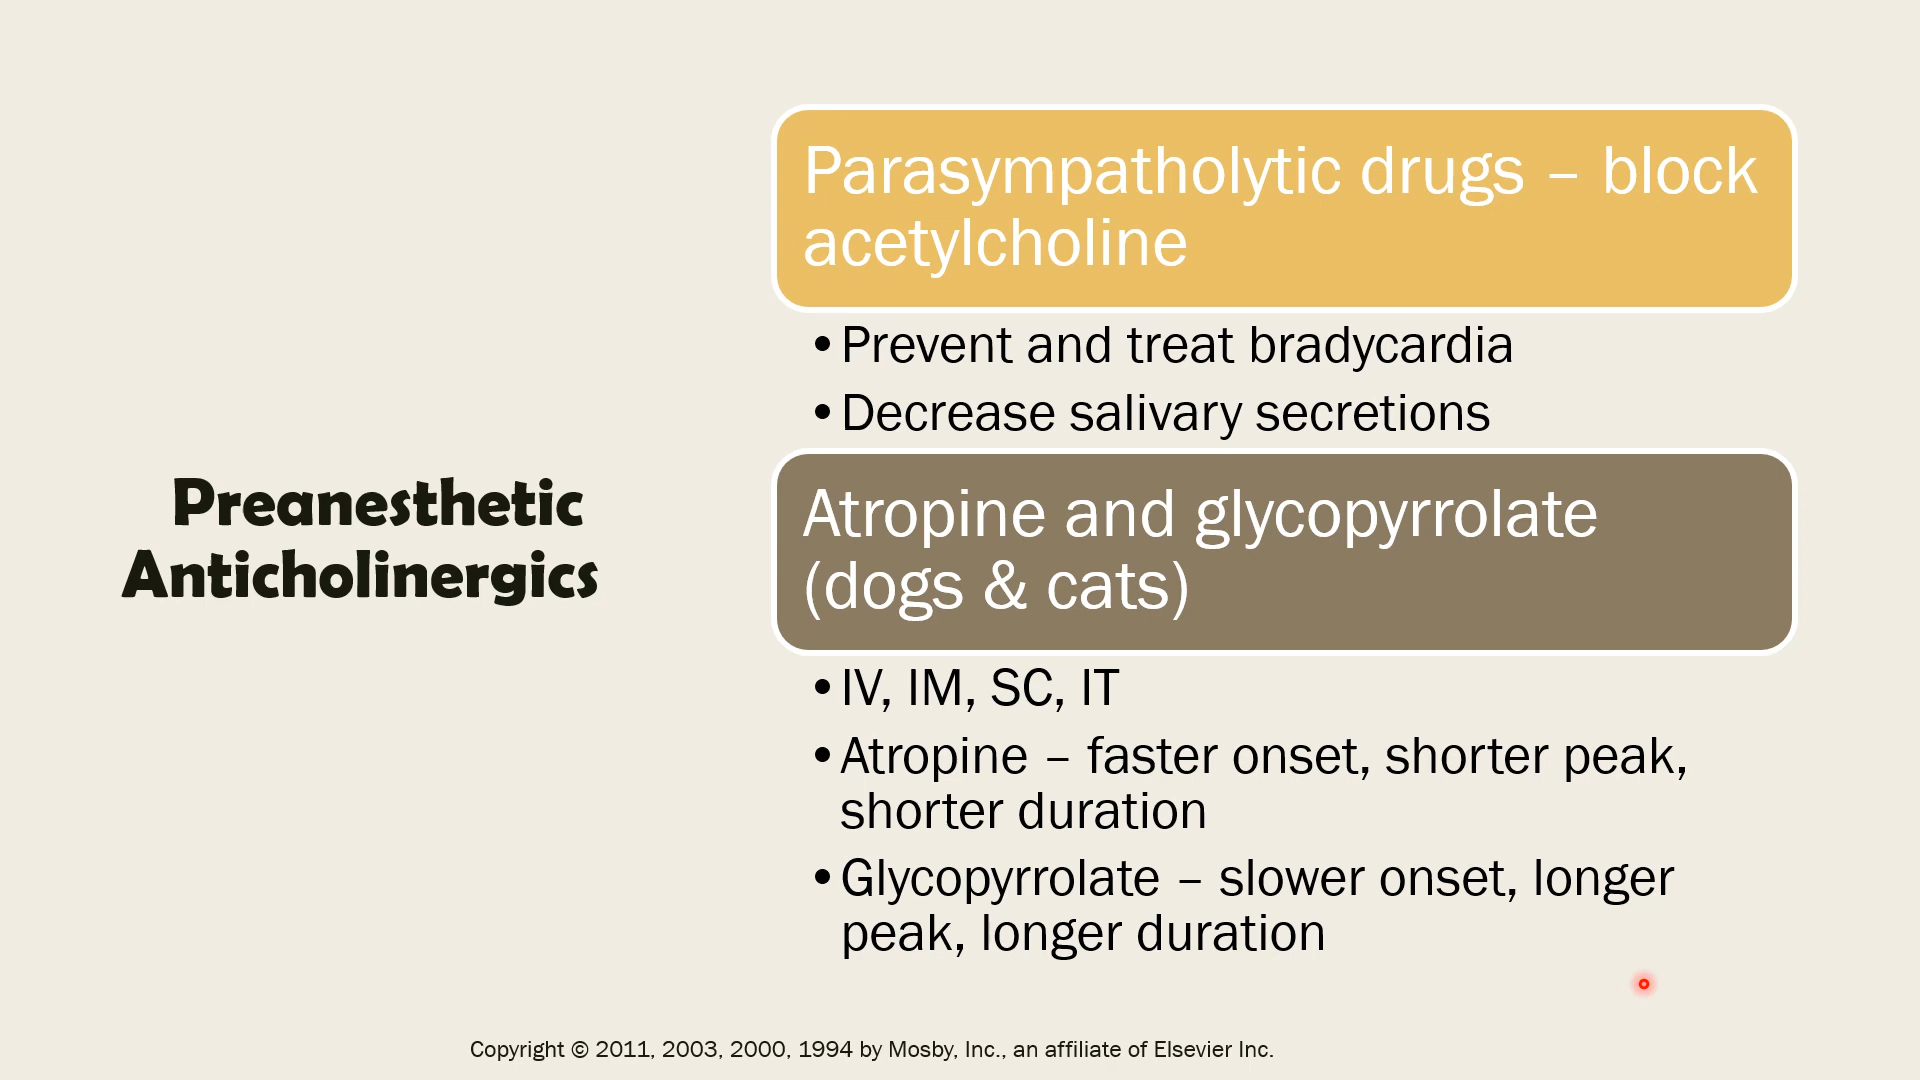 Preanesthetic
Anticholinergics
Parasympatholytic drugs – block
acetylcholine
• Prevent and treat bradycardia
• Decrease salivary secretions
Atropine and glycopyrrolate
(dogs & cats)
• IV, IM, SC, IT
• Atropine – faster onset, shorter peak,
shorter duration
• Glycopyrrolate – slower onset, longer
peak, longer duration
Copyright © 2011, 2003, 2000, 1994 by Mosby, Inc., an affiliate of Elsevier Inc.